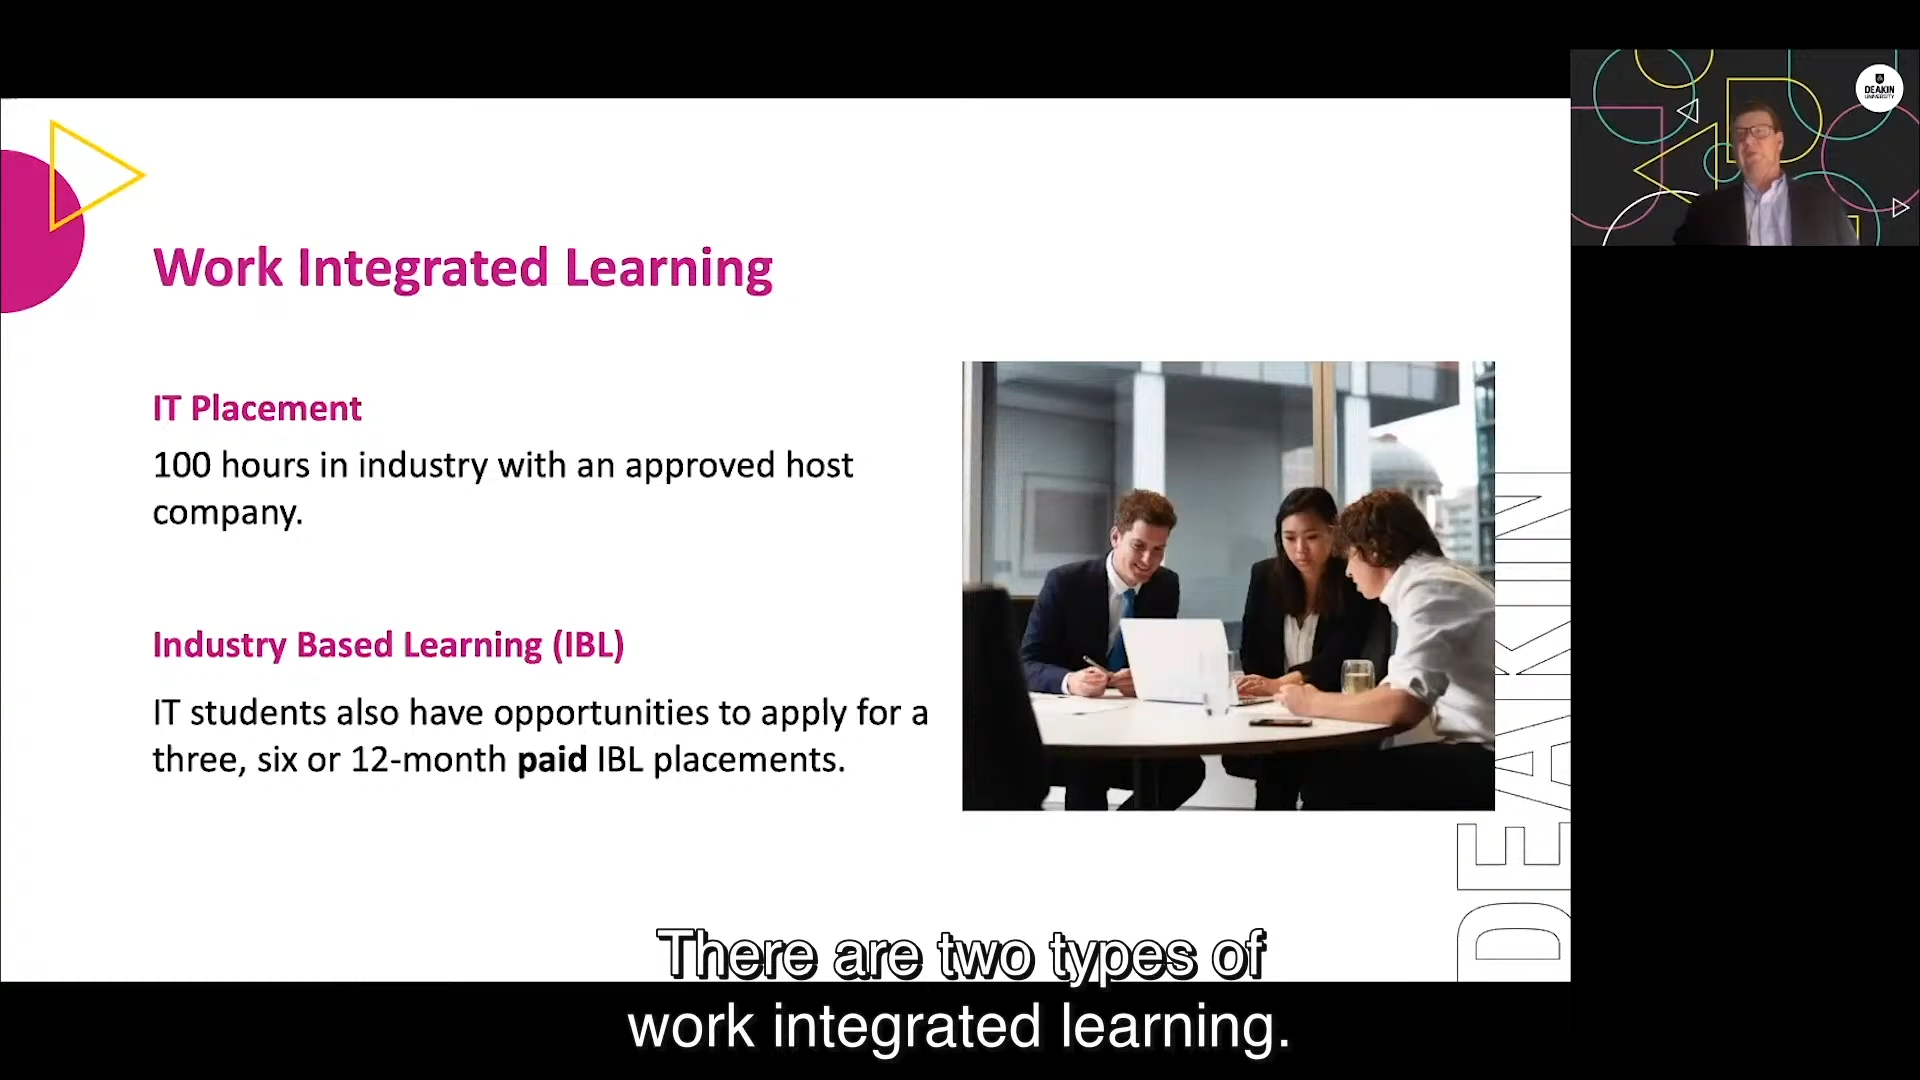 Work Integrated Learning
IT Placement
100 hours in industry with an approved host
company.
Industry Based Learning (IBL)
IT students also have opportunities to apply for a
three, six or 12-month paid IBL placements.
DEAKIN
DEAKIN
UNIVERSITY
There are two types of
work integrated learning.